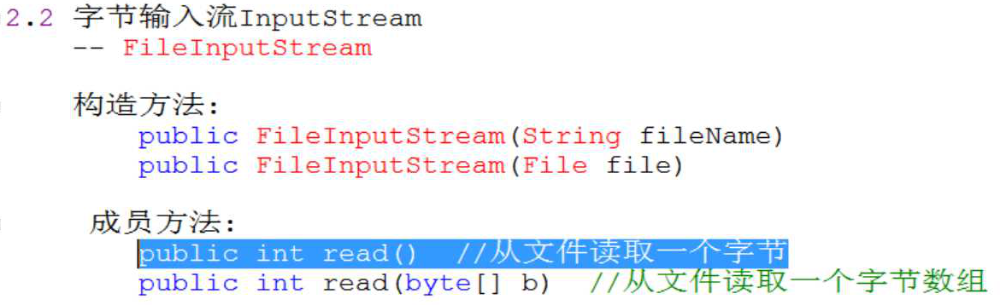 2.2 字节输入流InputStream
-- FileInputStream
构造方法:
public FileInputStream(String fileName)
public FileInputStream(File file)
成员方法:
public int read() //从文件读取一个字节
public int read(byte[] b) //从文件读取一个字节数组